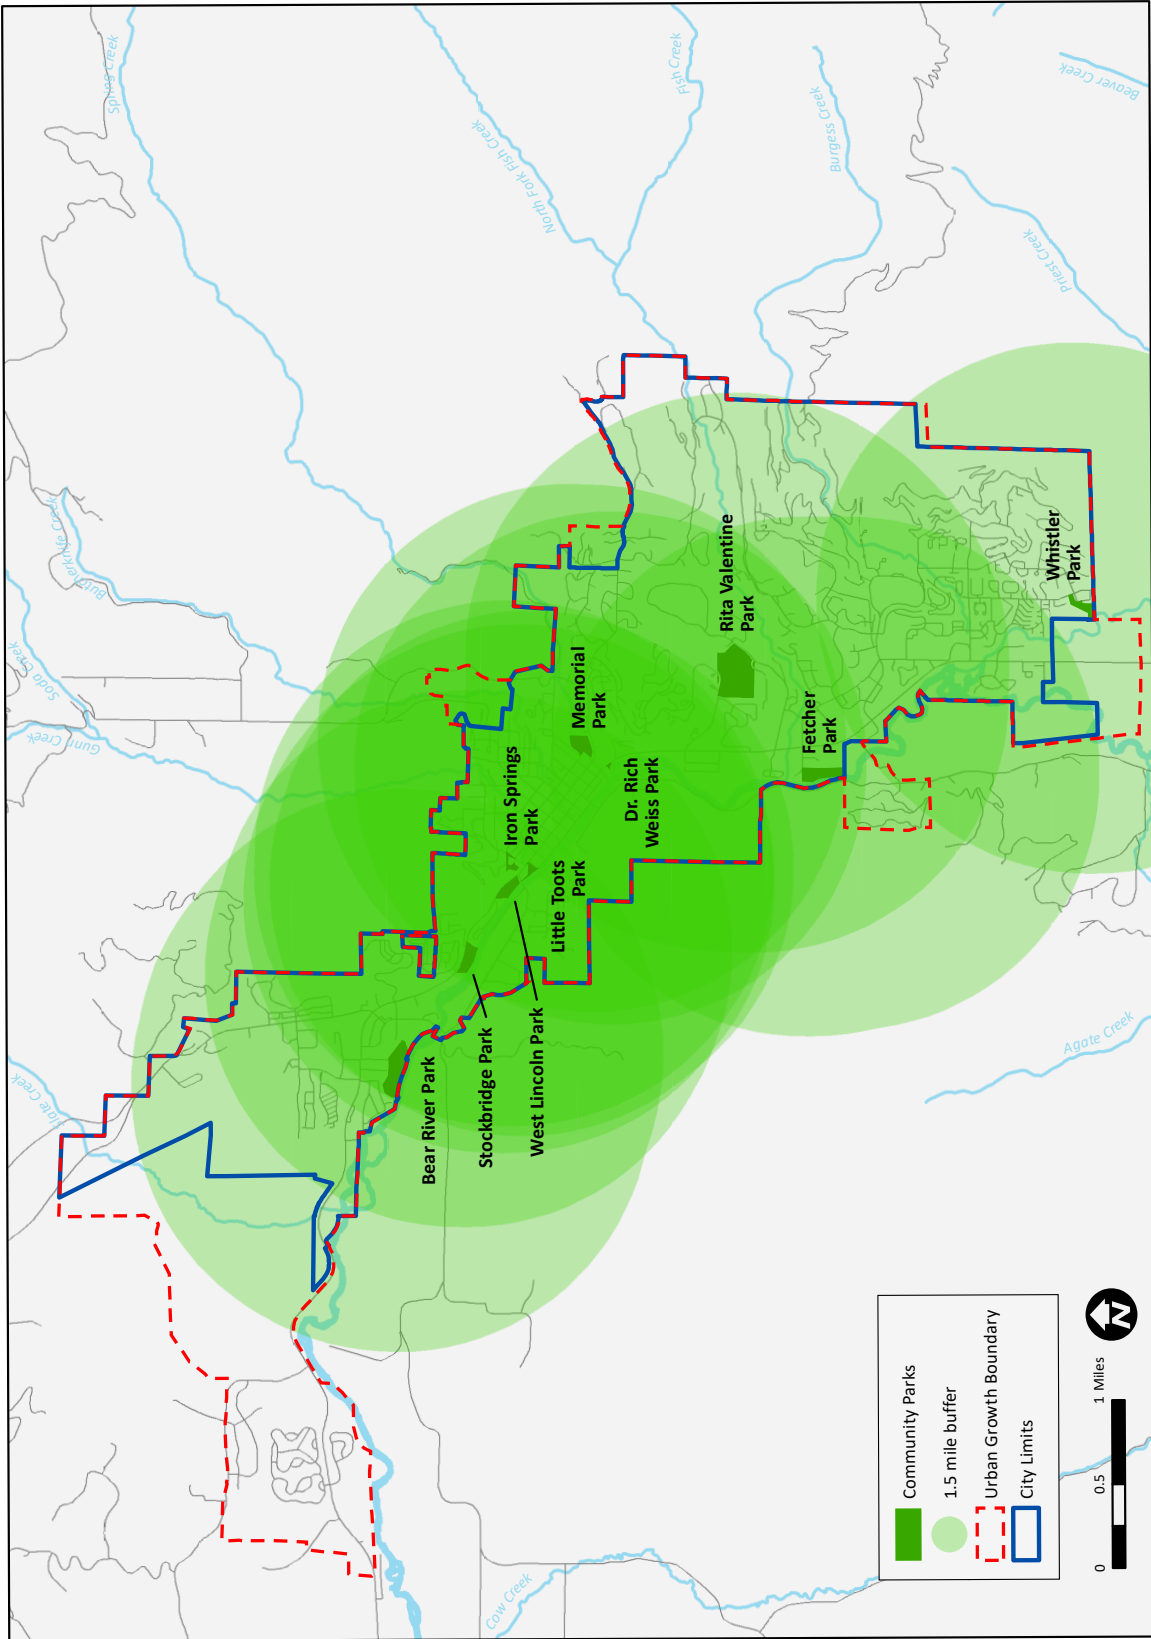 Spring Creek
North Fork Fish Creek
Fish Creek
Burgess Creek
Beaver Creek
Priest Creek
Butcherknife Creek
Soda Creek
Gunn Creek
Slate Creek
Agate Creek
Cow Creek
Whistler
Park
Rita Valentine
Park
Memorial
Park
Fetcher
Park
Iron Springs
Park
Dr. Rich
Weiss Park
Little Toots
Park
West Lincoln Park
Stockbridge Park
Bear River Park
Community Parks
1.5 mile buffer
Urban Growth Boundary
City Limits
0
0.5
1 Miles
N